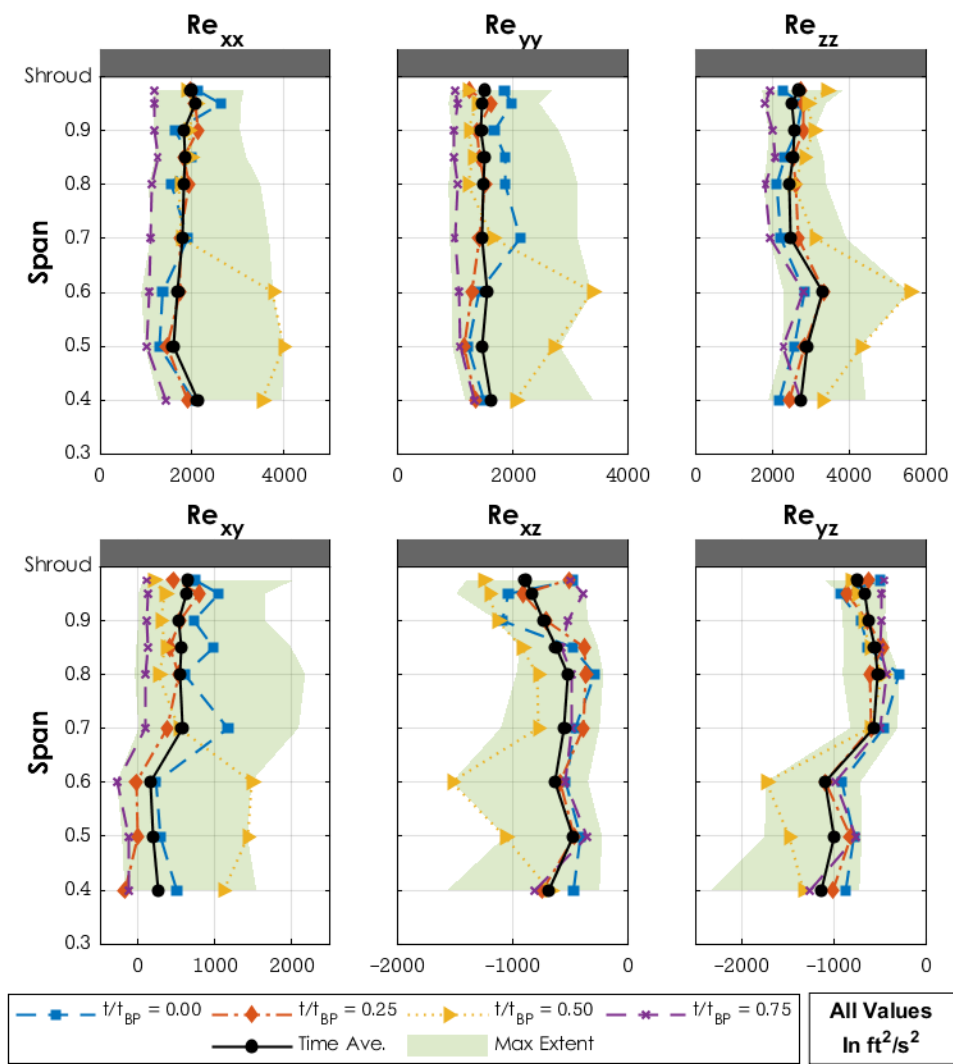 Re_xx Re_yy Re_zz
Shroud
0.9
0.8
Span
0.7
0.6
0.5
0.4
0.3
0 2000 4000 0 2000 4000 0 2000 4000 6000
Re_xy Re_xz Re_yz
Shroud
0.9
0.8
Span
0.7
0.6
0.5
0.4
0.3
0 1000 2000 −2000 −1000 0 −2000 −1000 0
t/t_BP = 0.00 t/t_BP = 0.25 t/t_BP = 0.50 t/t_BP = 0.75
Time Ave. Max Extent
All Values
In ft²/s²